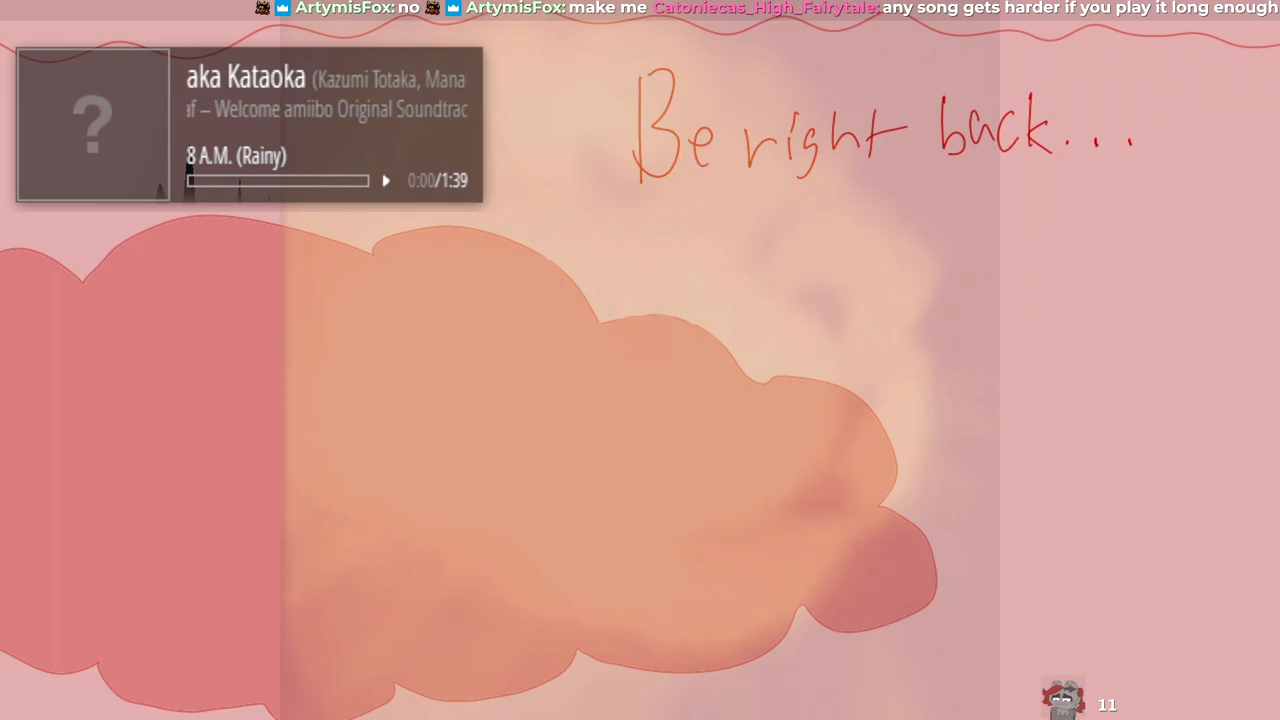 ArtymisFox: no ArtymisFox: make me Catoniecas_High_Fairytale: any song gets harder if you play it long enough
aka Kataoka (Kazumi Totaka, Mana
af – Welcome amiibo Original Soundtrac
8 A.M. (Rainy)
0:00/1:39
Be right back...
11